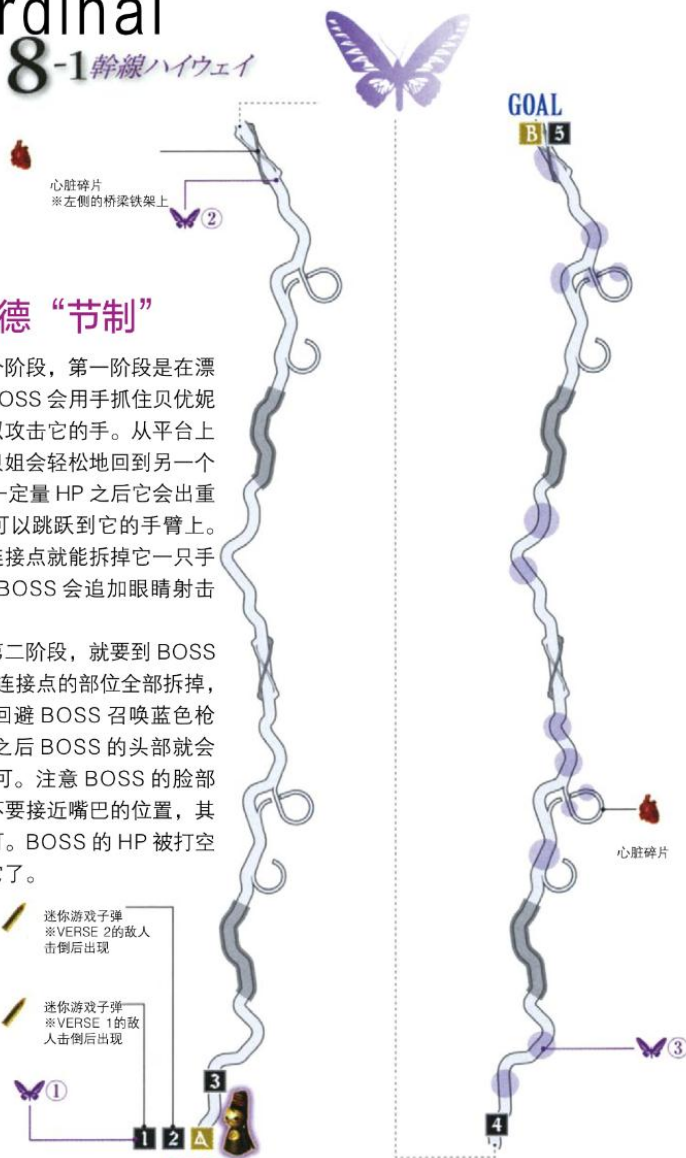 rdinal
8-1 幹線ハイウェイ
心脏碎片
※左侧的桥梁铁架上
②
德“节制”
个阶段，第一阶段是在漂
BOSS 会用手抓住贝优妮
以攻击它的手。从平台上
贝姐会轻松地回到另一个
一定量 HP 之后它会出重
可以跳跃到它的手臂上。
连接点就能拆掉它一只手
BOSS 会追加眼睛射击
第二阶段，就要到 BOSS
连接点的部位全部拆掉，
回避 BOSS 召唤蓝色枪
之后 BOSS 的头部就会
可。注意 BOSS 的脸部
不要接近嘴巴的位置，其
可。BOSS 的 HP 被打空
它了。
迷你游戏子弹
※VERSE 2的敌人
击倒后出现
迷你游戏子弹
※VERSE 1的敌
人击倒后出现
①
1 2 A
3
GOAL
B 5
心脏碎片
③
4